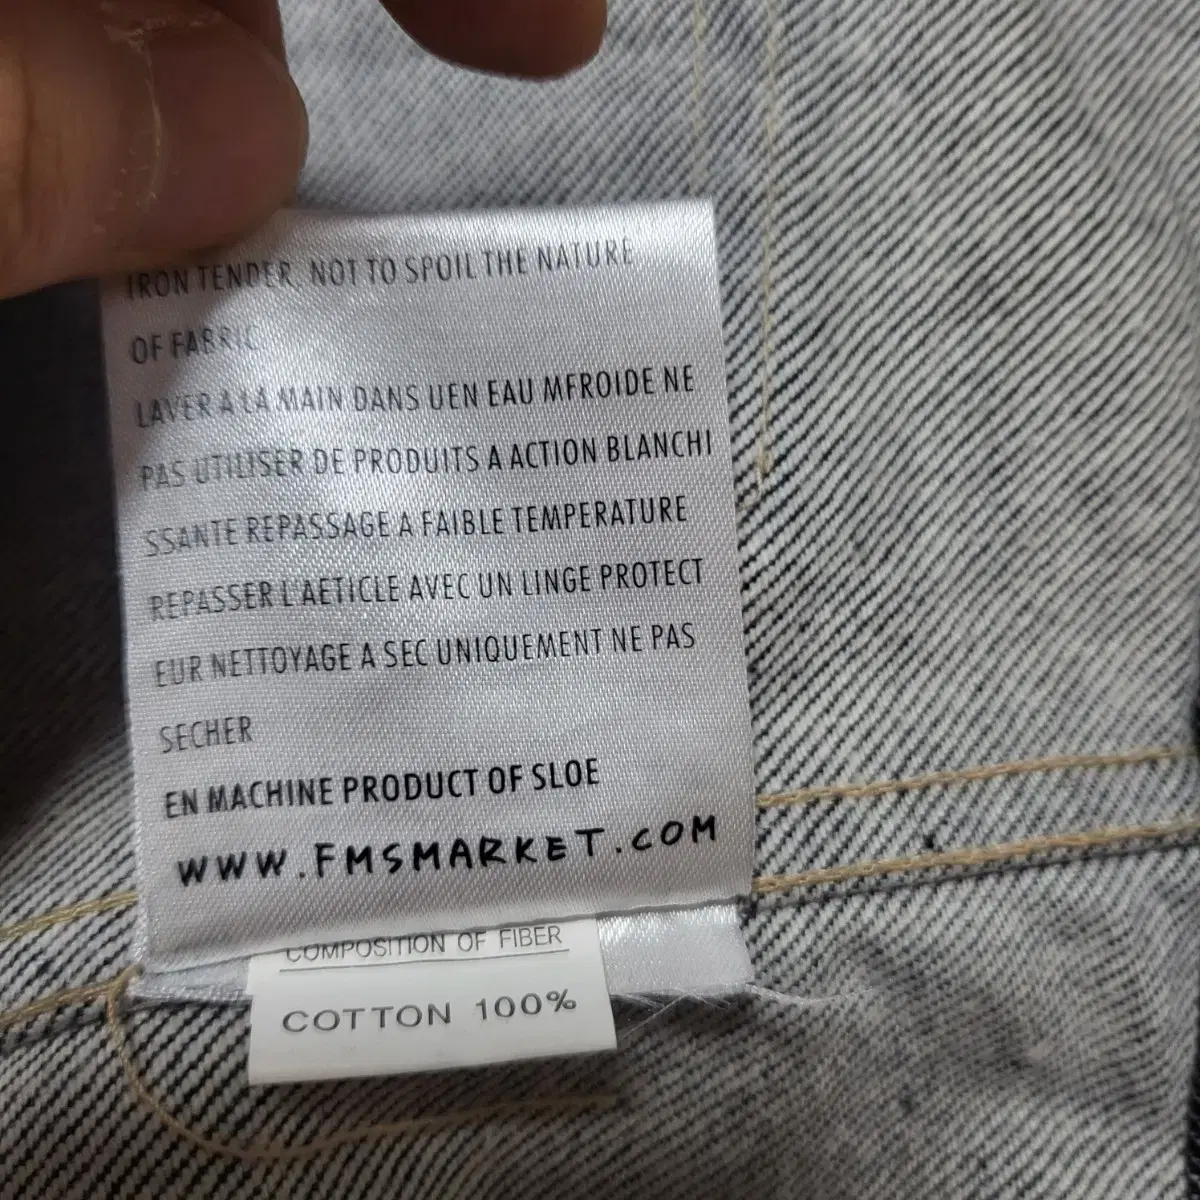 IRON TENDER, NOT TO SPOIL THE NATURE
OF FABRIC
LAVER A LA MAIN DANS UEN EAU MFROIDE NE
PAS UTILISER DE PRODUITS A ACTION BLANCHI
SSANTE REPASSAGE A FAIBLE TEMPERATURE
REPASSER L'AETICLE AVEC UN LINGE PROTECT
EUR NETTOYAGE A SEC UNIQUEMENT NE PAS
SECHER
EN MACHINE PRODUCT OF SLOE
WWW.FMSMARKET.COM
COMPOSITION OF FIBER
COTTON 100%